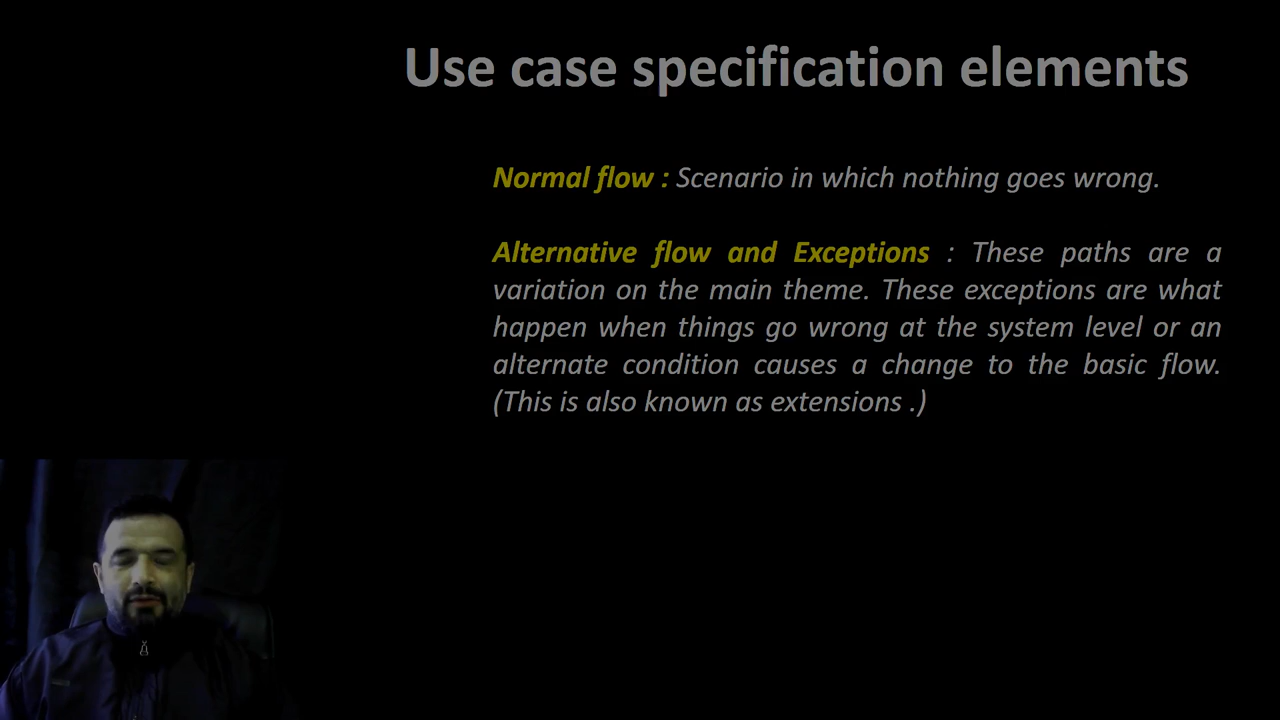 Use case specification elements
Normal flow : Scenario in which nothing goes wrong.
Alternative flow and Exceptions : These paths are a
variation on the main theme. These exceptions are what
happen when things go wrong at the system level or an
alternate condition causes a change to the basic flow.
(This is also known as extensions .)